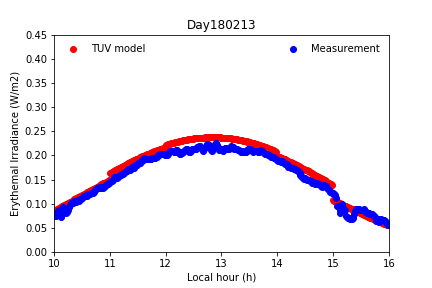 Day180213
TUV model
Measurement
Erythemal Irradiance (W/m2)
0.45
0.40
0.35
0.30
0.25
0.20
0.15
0.10
0.05
0.00
10 11 12 13 14 15 16
Local hour (h)